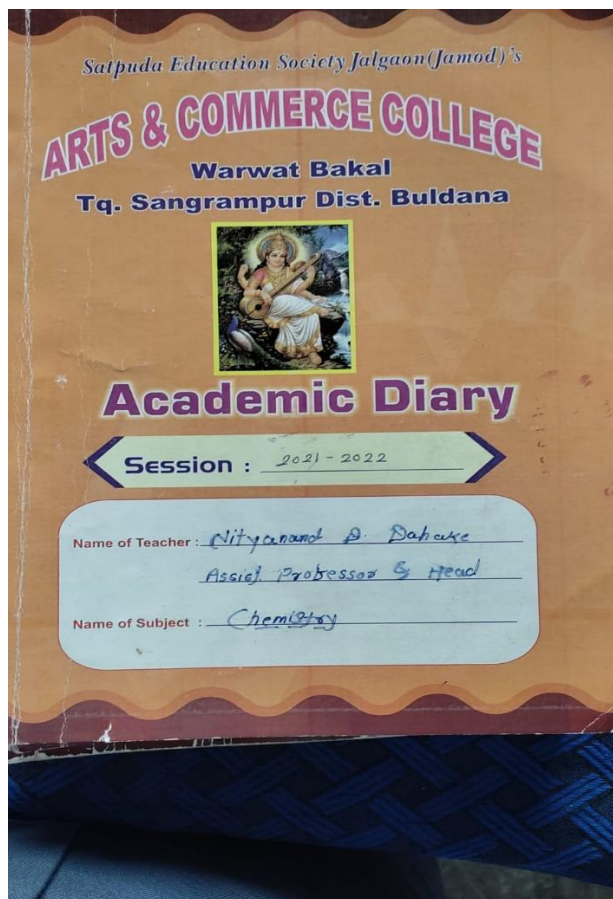 Satpuda Education Society Jalgaon(Jamod)'s
ARTS & COMMERCE COLLEGE
Warwat Bakal
Tq. Sangrampur Dist. Buldana
Academic Diary
Session : 2021-2022
Name of Teacher : Nityanand D. Dahake
Assist. Professor & Head
Name of Subject : Chemistry